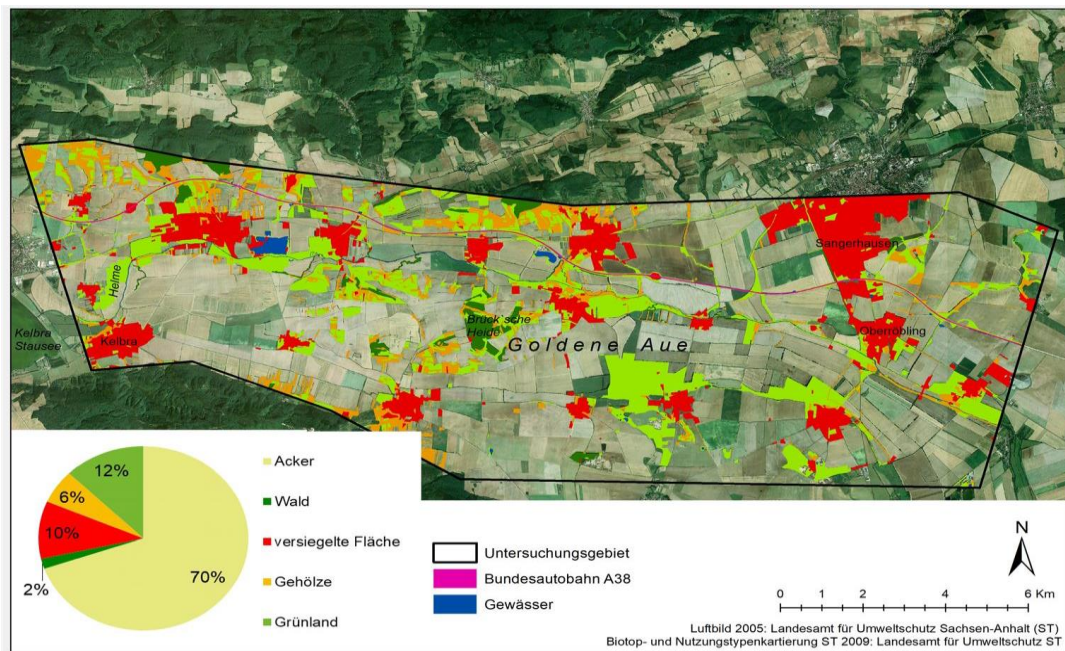 Sangerhausen
Helme
Kelbra
Stausee
Kelbra
Brück'sche
Heide
Goldene Aue
Oberröbling
12%
6%
10%
2%
70%
Acker
Wald
versiegelte Fläche
Gehölze
Grünland
Untersuchungsgebiet
Bundesautobahn A38
Gewässer
N
0 1 2 3 4 6 Km
Luftbild 2005: Landesamt für Umweltschutz Sachsen-Anhalt (ST)
Biotop- und Nutzungstypenkartierung ST 2009: Landesamt für Umweltschutz ST